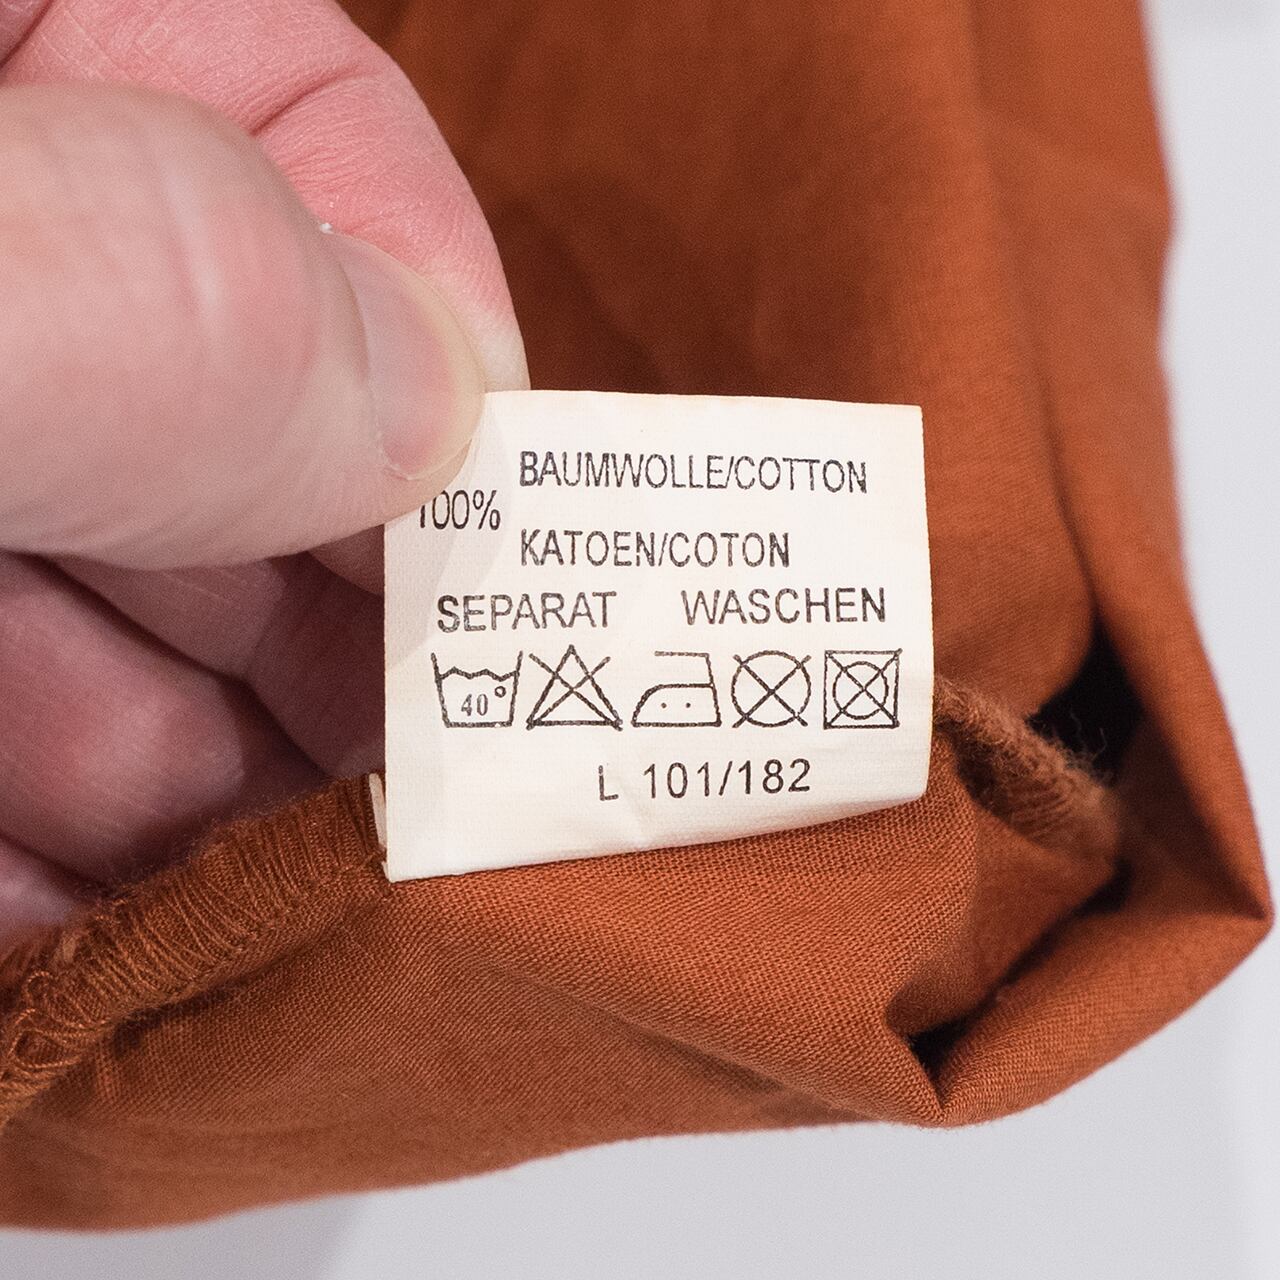 BAUMWOLLE/COTTON
100%
KATOEN/COTON
SEPARAT WASCHEN
40°
L 101/182